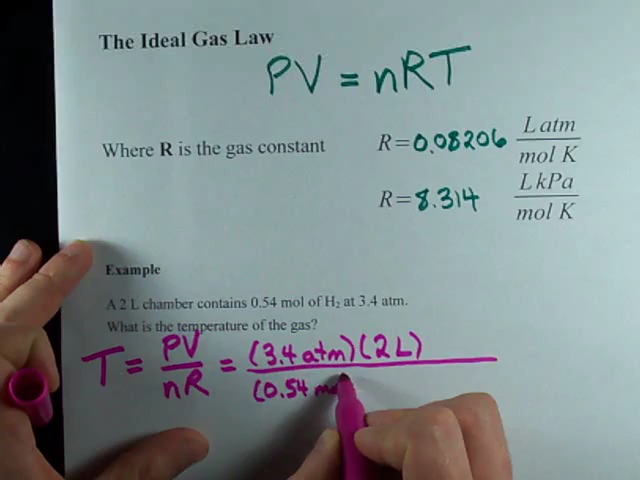 The Ideal Gas Law
PV = nRT
Where R is the gas constant
R = 0.08206 L atm / mol K
R = 8.314 L kPa / mol K
Example
A 2 L chamber contains 0.54 mol of H₂ at 3.4 atm.
What is the temperature of the gas?
T = PV / nR = (3.4 atm)(2 L) / (0.54 mo